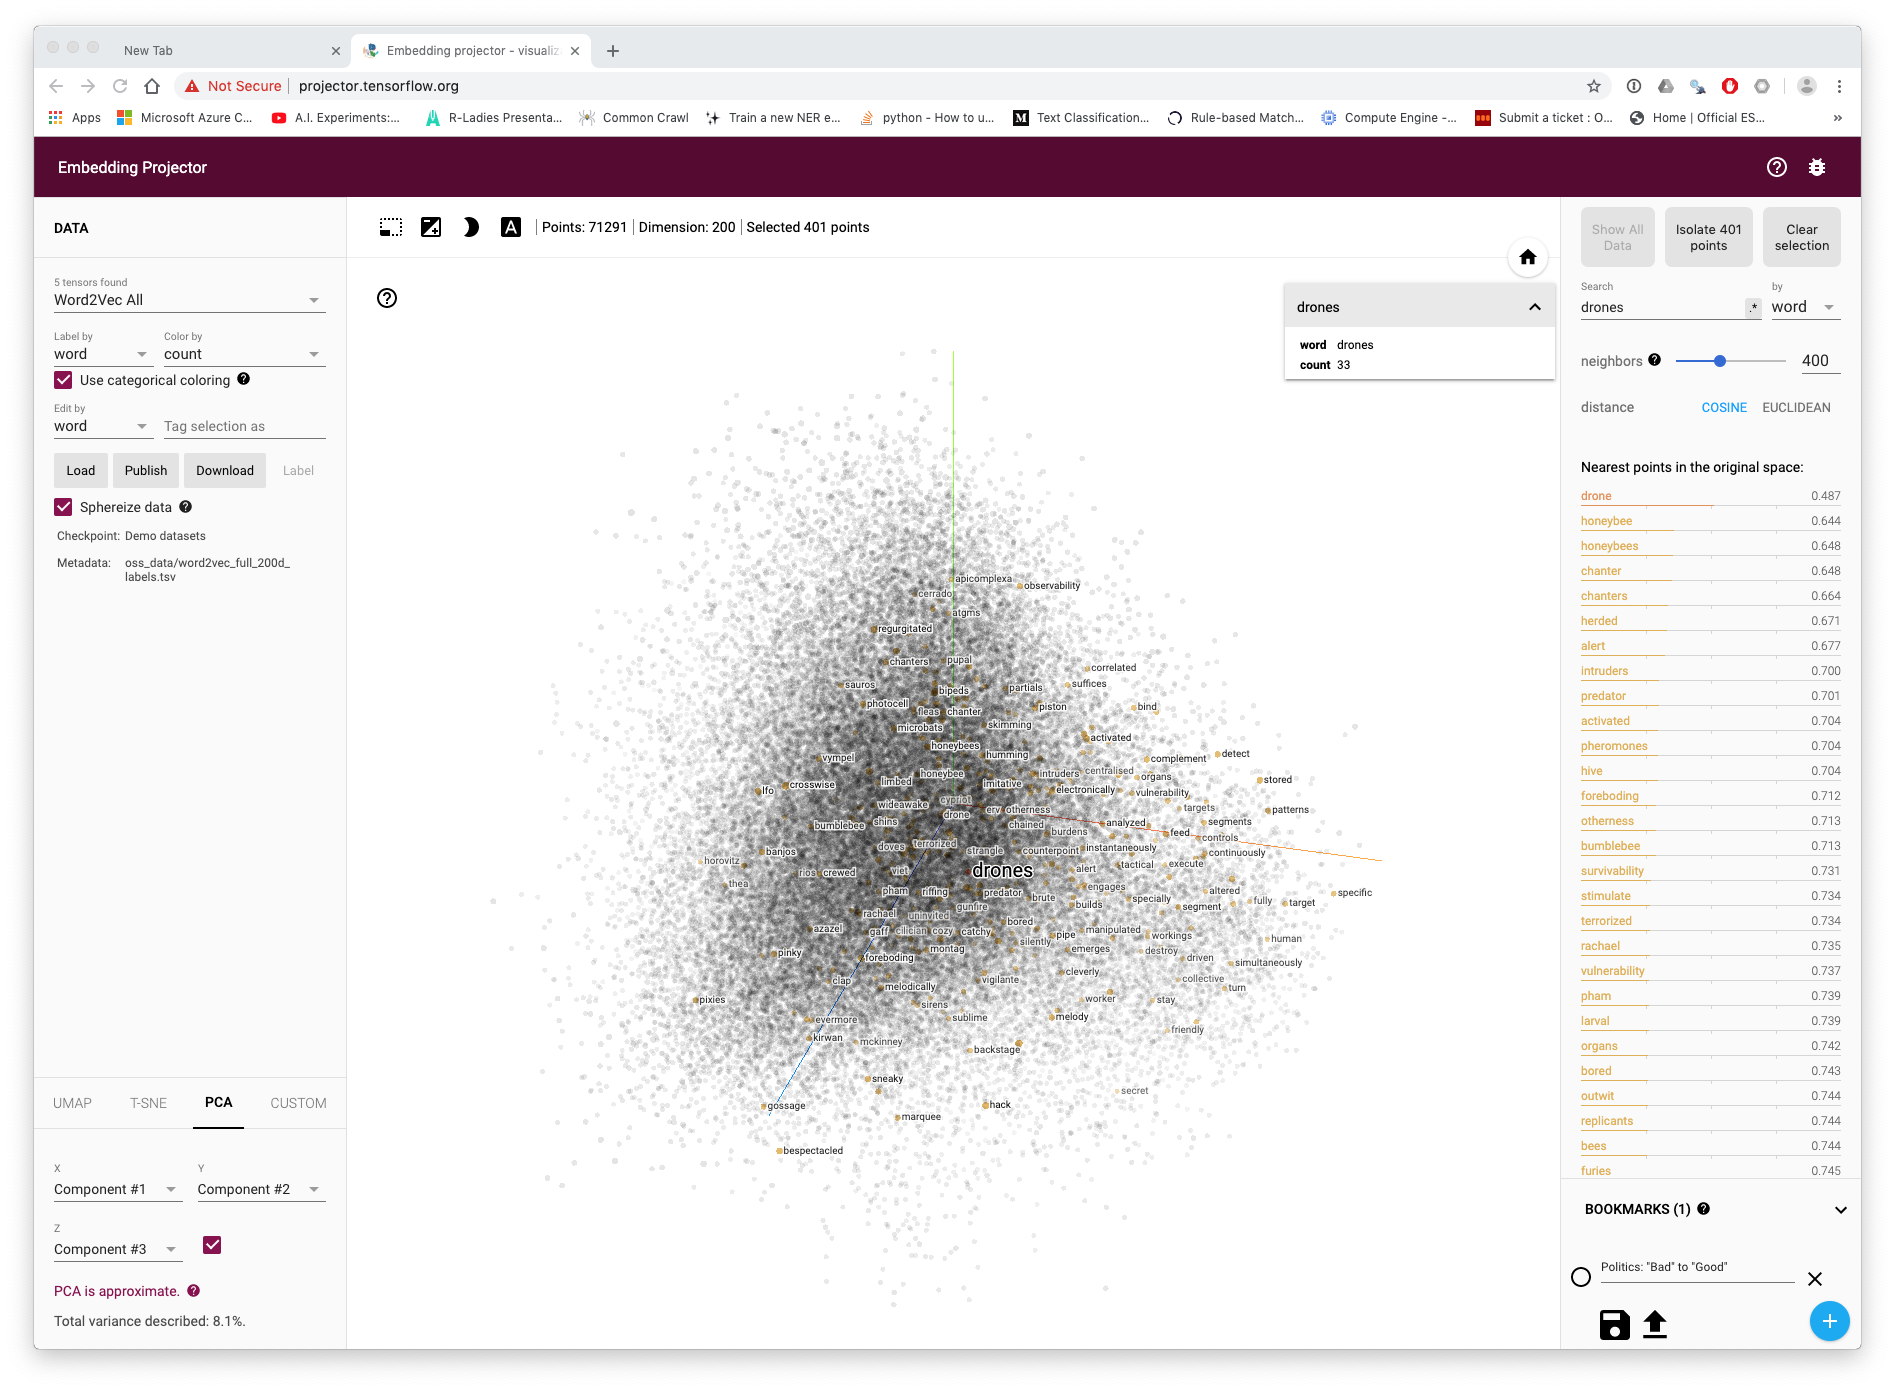 New Tab
Embedding projector - visualiz
Not Secure
projector.tensorflow.org
Apps
Microsoft Azure C...
A.I. Experiments:...
R-Ladies Presenta...
Common Crawl
Train a new NER e...
python - How to u...
Text Classification...
Rule-based Match...
Compute Engine -...
Submit a ticket : O...
Home | Official ES...
»
Embedding Projector
DATA
5 tensors found
Word2Vec All
Label by
Color by
word
count
Use categorical coloring
Edit by
word
Tag selection as
Load
Publish
Download
Label
Sphereize data
Checkpoint: Demo datasets
Metadata: oss_data/word2vec_full_200d_
labels.tsv
UMAP
T-SNE
PCA
CUSTOM
X
Y
Component #1
Component #2
Z
Component #3
PCA is approximate.
Total variance described: 8.1%.
A
Points: 71291
Dimension: 200
Selected 401 points
drones
word drones
count 33
apicomplexa
observability
cerrado
atgms
regurgitated
chanters
pupal
correlated
sauros
bipeds
partials
suffices
photocell
fleas
chanter
piston
bind
microbats
skimming
activated
honeybees
humming
vympel
complement
detect
limbed
honeybee
intruders
centralised
organs
stored
lfo
crosswise
imitative
electronically
vulnerability
wideawake
cypriot
drone
erv
otherness
targets
patterns
bumblebee
shins
chained
burdens
analyzed
segments
feed
controls
doves
terrorized
strangle
counterpoint
instantaneously
continuously
banjos
horovitz
rios
crewed
viet
drones
alert
tactical
execute
thea
pham
riffing
predator
brute
engages
altered
specific
rachael
uninvited
gunfire
builds
specially
segment
fully
target
azazel
gaff
cilician
cozy
catchy
bored
silently
pipe
manipulated
workings
human
pinky
foreboding
montag
emerges
destroy
driven
simultaneously
clap
melodically
vigilante
cleverly
collective
turn
pixies
sirens
worker
stay
evermore
sublime
melody
friendly
kirwan
mckinney
backstage
sneaky
secret
gossage
marquee
hack
bespectacled
Show All
Data
Isolate 401
points
Clear
selection
Search
by
drones
.*
word
neighbors
400
distance
COSINE
EUCLIDEAN
Nearest points in the original space:
drone 0.487
honeybee 0.644
honeybees 0.648
chanter 0.648
chanters 0.664
herded 0.671
alert 0.677
intruders 0.700
predator 0.701
activated 0.704
pheromones 0.704
hive 0.704
foreboding 0.712
otherness 0.713
bumblebee 0.713
survivability 0.731
stimulate 0.734
terrorized 0.734
rachael 0.735
vulnerability 0.737
pham 0.739
larval 0.739
organs 0.742
bored 0.743
outwit 0.744
replicants 0.744
bees 0.744
furies 0.745
BOOKMARKS (1)
Politics: "Bad" to "Good"